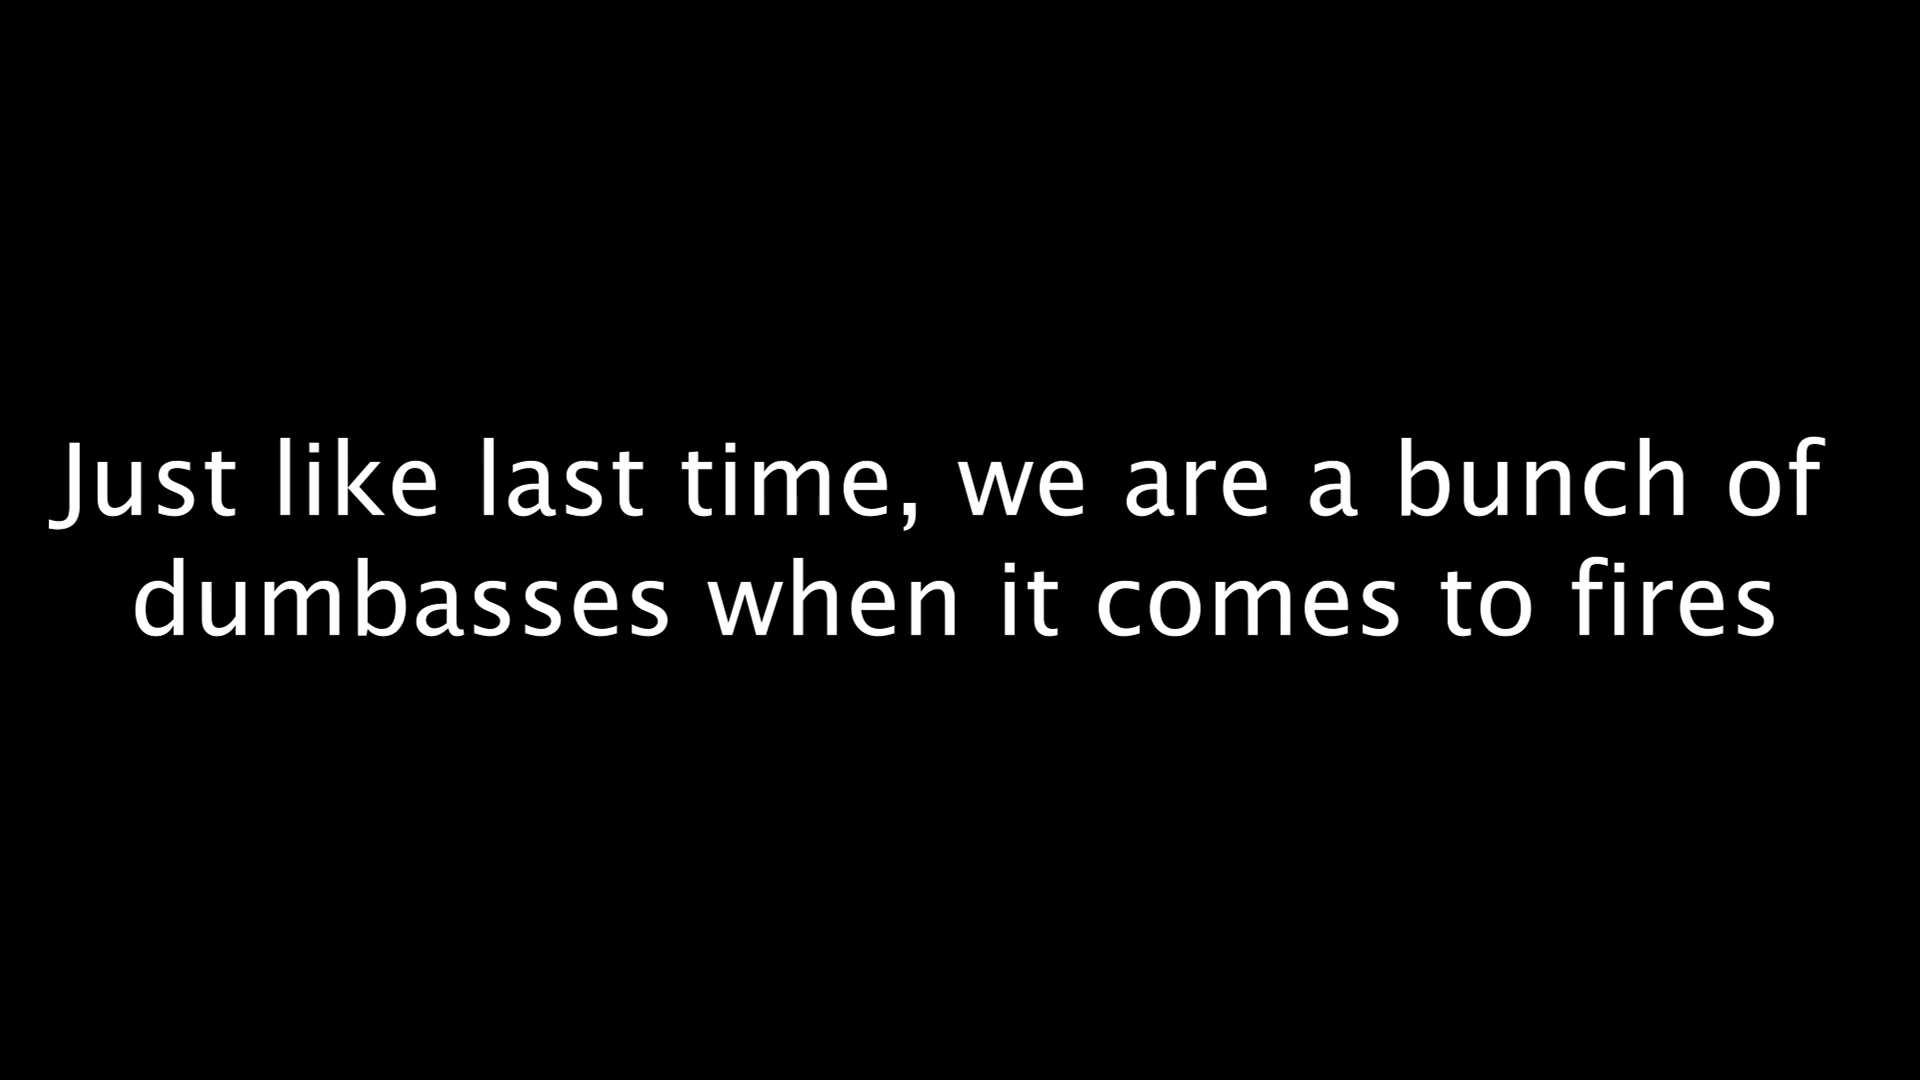 Just like last time, we are a bunch of
dumbasses when it comes to fires